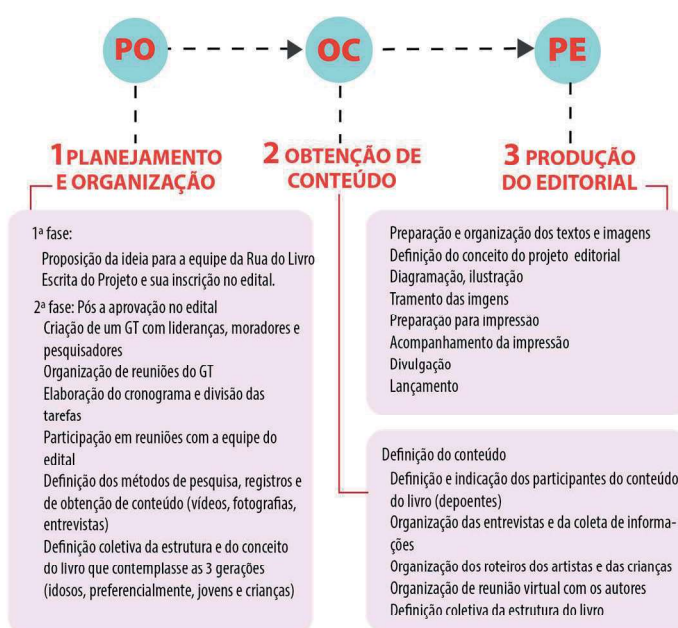 PO
OC
PE
1 PLANEJAMENTO
E ORGANIZAÇÃO
2 OBTENÇÃO DE
CONTEÚDO
3 PRODUÇÃO
DO EDITORIAL
1ª fase:
Proposição da ideia para a equipe da Rua do Livro
Escrita do Projeto e sua inscrição no edital.
2ª fase: Pós a aprovação no edital
Criação de um GT com lideranças, moradores e
pesquisadores
Organização de reuniões do GT
Elaboração do cronograma e divisão das
tarefas
Participação em reuniões com a equipe do
edital
Definição dos métodos de pesquisa, registros e
de obtenção de conteúdo (vídeos, fotografias,
entrevistas)
Definição coletiva da estrutura e do conceito
do livro que contemplasse as 3 gerações
(idosos, preferencialmente, jovens e crianças)
Preparação e organização dos textos e imagens
Definição do conceito do projeto editorial
Diagramação, ilustração
Tramento das imgens
Preparação para impressão
Acompanhamento da impressão
Divulgação
Lançamento
Definição do conteúdo
Definição e indicação dos participantes do conteúdo
do livro (depoentes)
Organização das entrevistas e da coleta de informa-
ções
Organização dos roteiros dos artistas e das crianças
Organização de reunião virtual com os autores
Definição coletiva da estrutura do livro